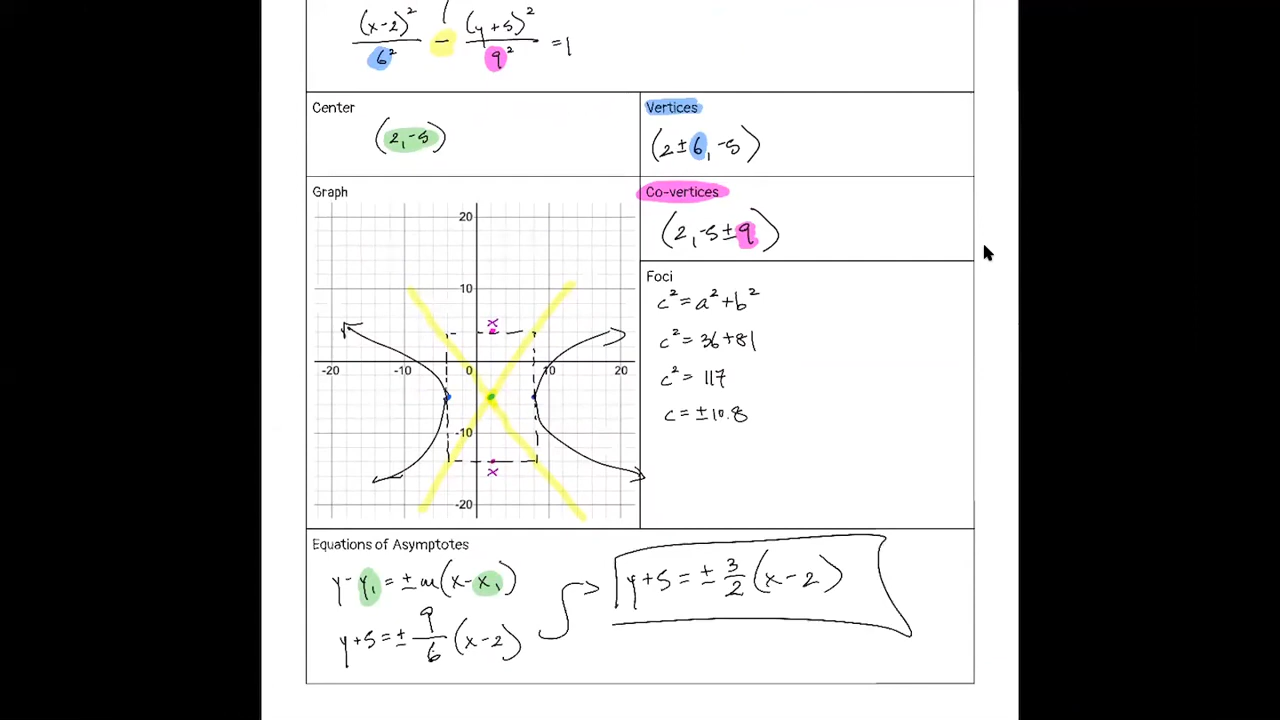 (x-2)² / 6² - (y+5)² / 9² = 1
Center
(2,-5)
Vertices
(2±6,-5)
Graph
Co-vertices
(2,-5±9)
Foci
c²=a²+b²
c²=36+81
c²=117
c=±10.8
20
10
x
-20
-10
0
10
20
-10
x
-20
Equations of Asymptotes
y-y₁=±m(x-x₁)
y+5=± 9/6 (x-2)
y+5=± 3/2 (x-2)